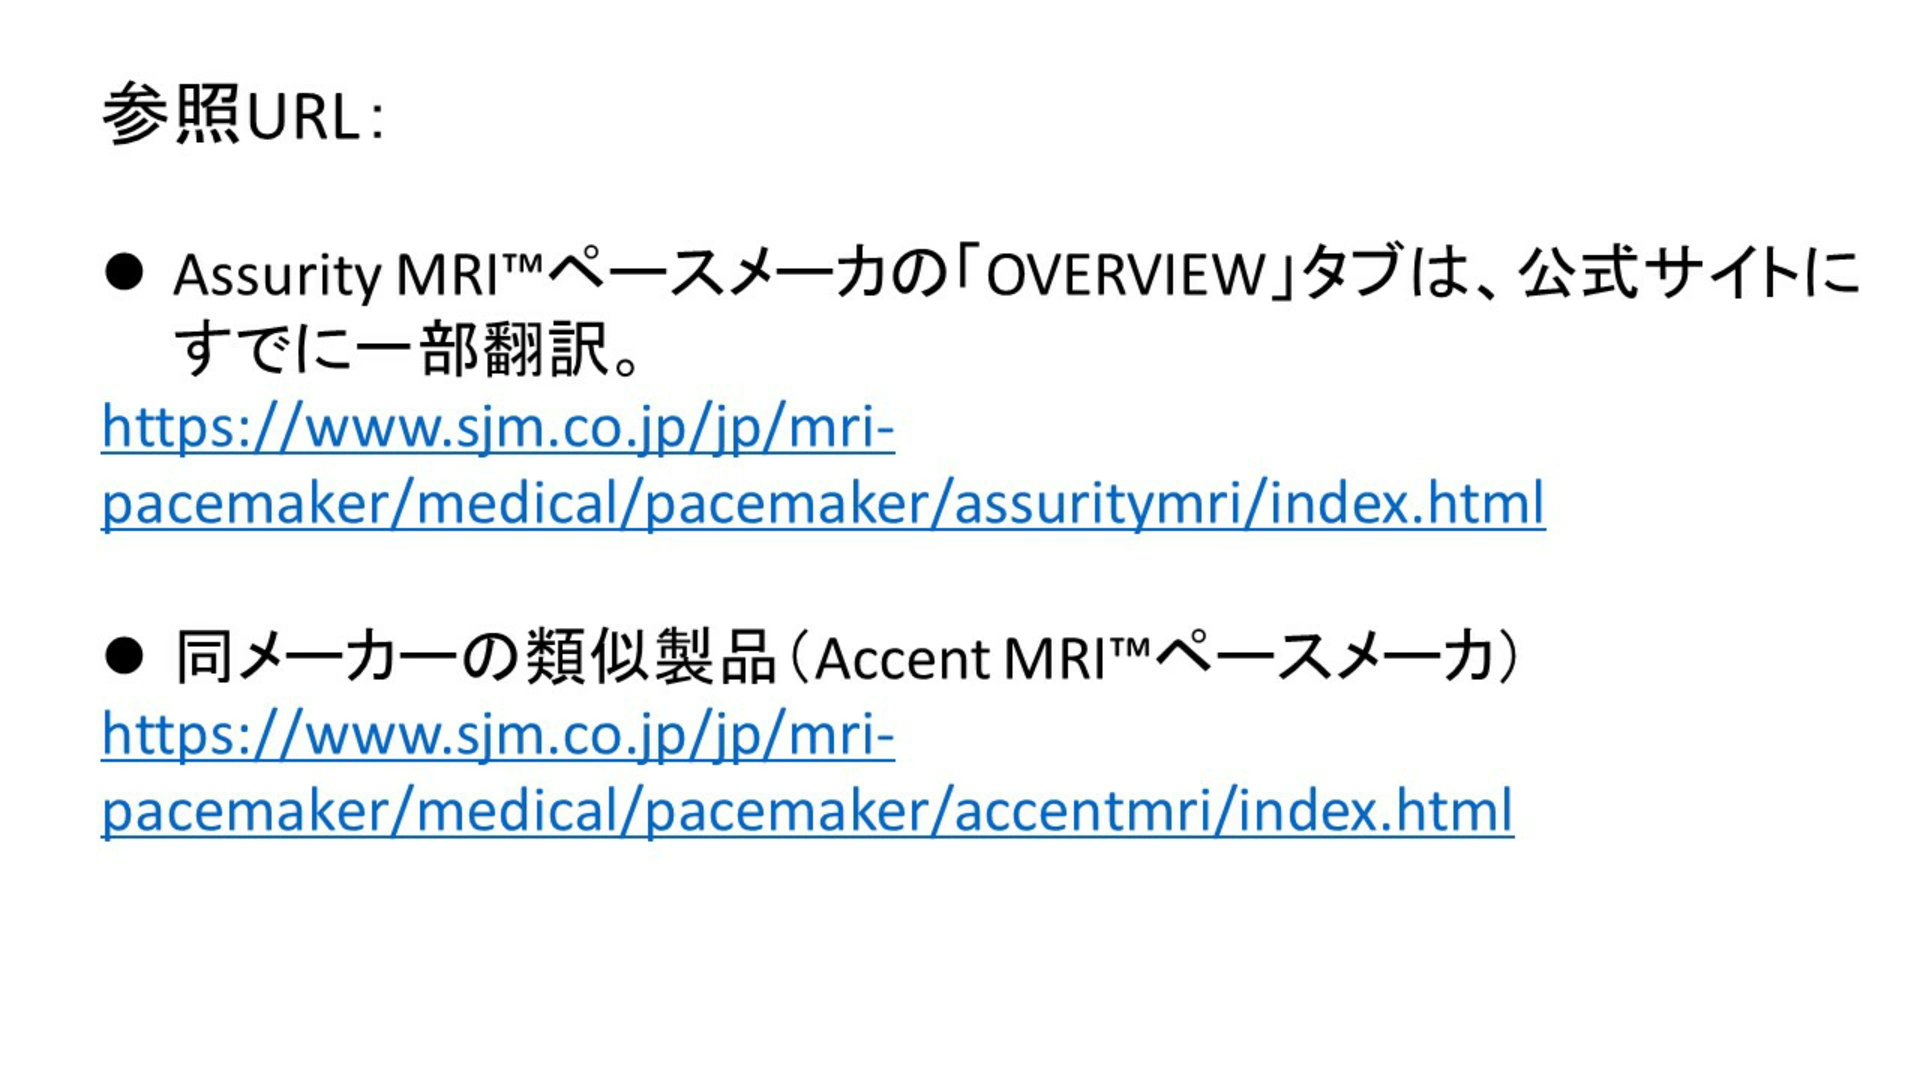 参照URL：
● Assurity MRI™ペースメーカの「OVERVIEW」タブは、公式サイトに
すでに一部翻訳。
https://www.sjm.co.jp/jp/mri-
pacemaker/medical/pacemaker/assuritymri/index.html
● 同メーカーの類似製品（Accent MRI™ペースメーカ）
https://www.sjm.co.jp/jp/mri-
pacemaker/medical/pacemaker/accentmri/index.html